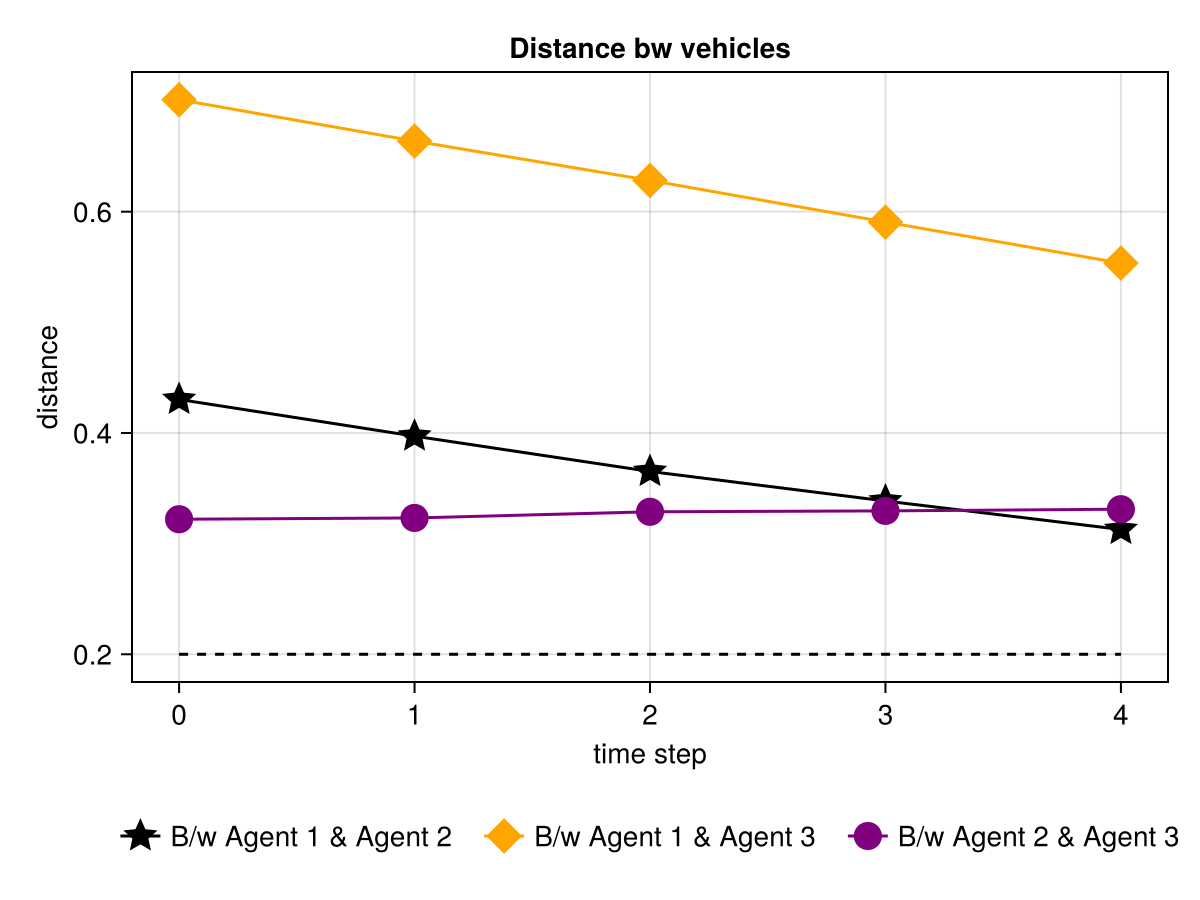 Distance bw vehicles
distance
0.6
0.4
0.2
0 1 2 3 4
time step
B/w Agent 1 & Agent 2 B/w Agent 1 & Agent 3 B/w Agent 2 & Agent 3